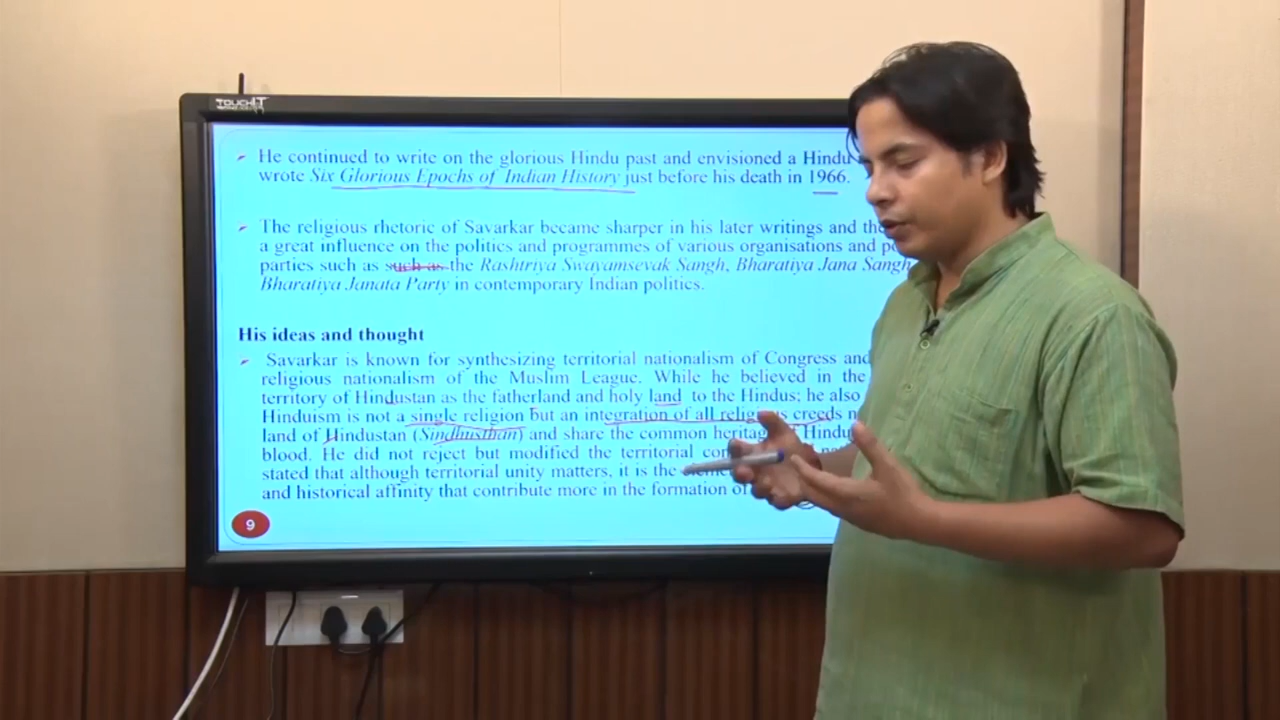 TOUCHIT
➢ He continued to write on the glorious Hindu past and envisioned a Hindu
wrote Six Glorious Epochs of Indian History just before his death in 1966.
➢ The religious rhetoric of Savarkar became sharper in his later writings and
a great influence on the politics and programmes of various organisations and
parties such as such as the Rashtriya Swayamsevak Sangh, Bharatiya Jana Sangh
Bharatiya Janata Party in contemporary Indian politics.
His ideas and thought
➢ Savarkar is known for synthesizing territorial nationalism of Congress and
religious nationalism of the Muslim League. While he believed in the
territory of Hindustan as the fatherland and holy land to the Hindus; he also
Hinduism is not a single religion but an integration of all religious creeds
land of Hindustan (Sindhusthan) and share the common heritage Hindu
blood. He did not reject but modified the territorial
stated that although territorial unity matters, it is the
and historical affinity that contribute more in the formation of
9